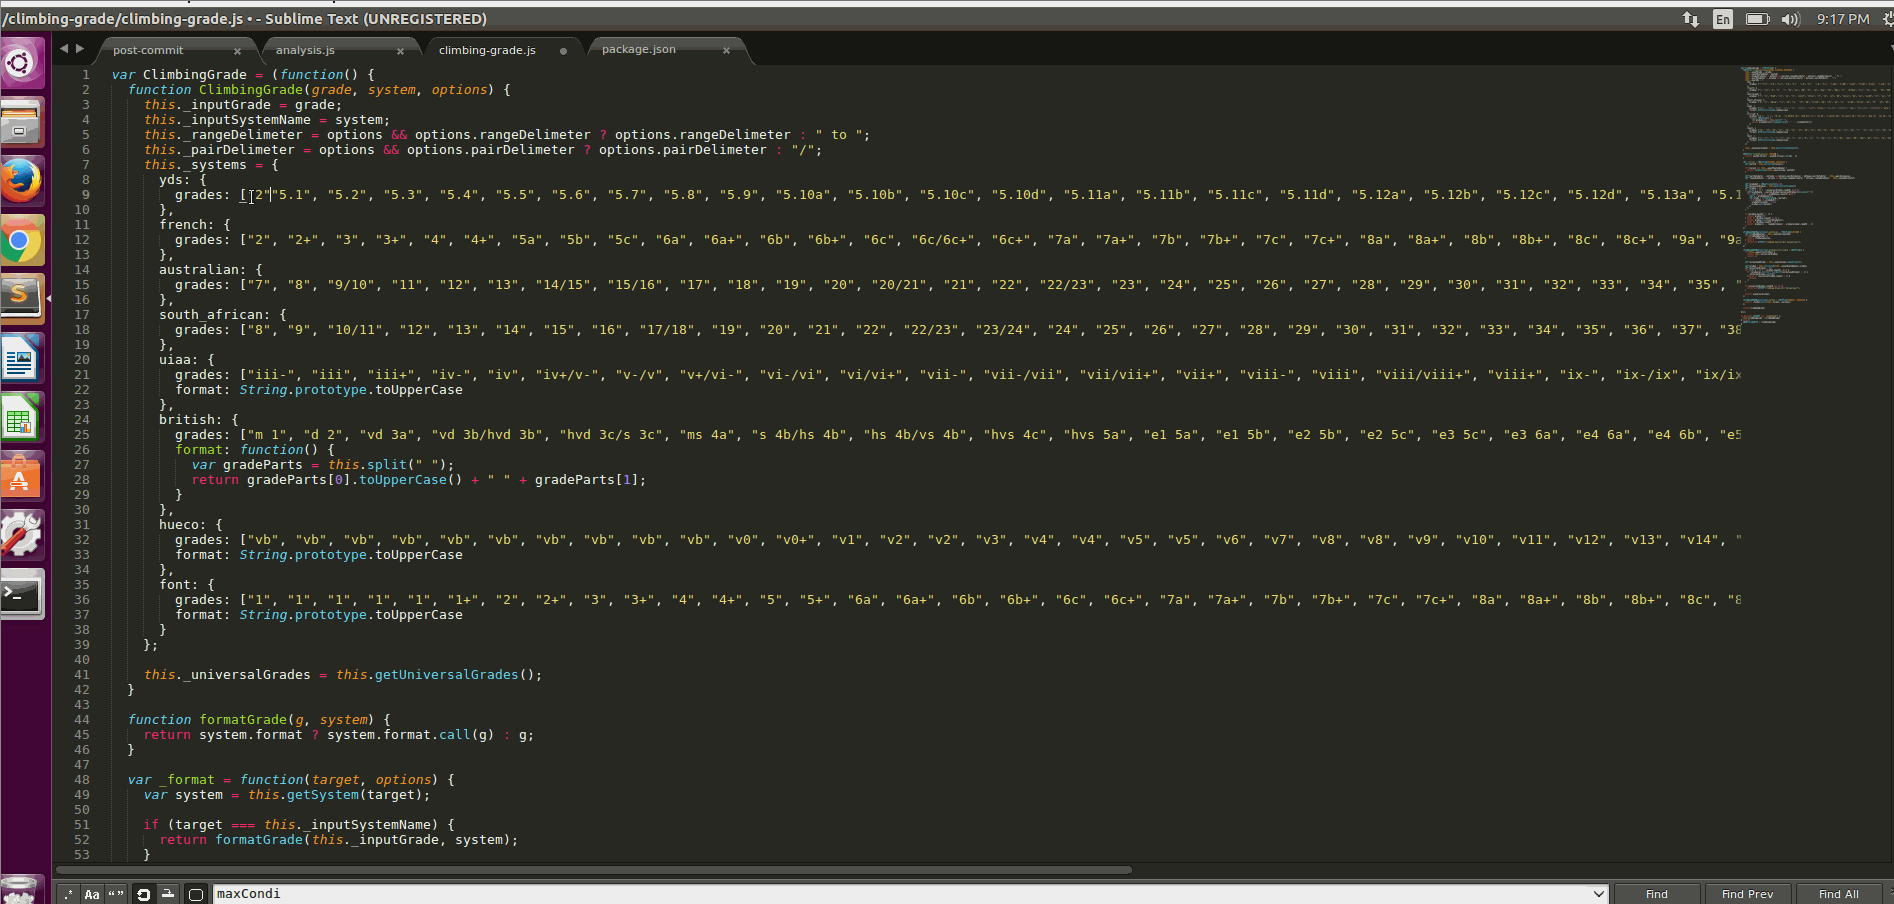 /climbing-grade/climbing-grade.js • - Sublime Text (UNREGISTERED)
En
9:17 PM
post-commit
analysis.js
climbing-grade.js
package.json
1 var ClimbingGrade = (function() {
2 function ClimbingGrade(grade, system, options) {
3 this._inputGrade = grade;
4 this._inputSystemName = system;
5 this._rangeDelimeter = options && options.rangeDelimeter ? options.rangeDelimeter : " to ";
6 this._pairDelimeter = options && options.pairDelimeter ? options.pairDelimeter : "/";
7 this._systems = {
8 yds: {
9 grades: ["2""5.1", "5.2", "5.3", "5.4", "5.5", "5.6", "5.7", "5.8", "5.9", "5.10a", "5.10b", "5.10c", "5.10d", "5.11a", "5.11b", "5.11c", "5.11d", "5.12a", "5.12b", "5.12c", "5.12d", "5.13a", "5.1
10 },
11 french: {
12 grades: ["2", "2+", "3", "3+", "4", "4+", "5a", "5b", "5c", "6a", "6a+", "6b", "6b+", "6c", "6c/6c+", "6c+", "7a", "7a+", "7b", "7b+", "7c", "7c+", "8a", "8a+", "8b", "8b+", "8c", "8c+", "9a", "9a
13 },
14 australian: {
15 grades: ["7", "8", "9/10", "11", "12", "13", "14/15", "15/16", "17", "18", "19", "20", "20/21", "21", "22", "22/23", "23", "24", "25", "26", "27", "28", "29", "30", "31", "32", "33", "34", "35",
16 },
17 south_african: {
18 grades: ["8", "9", "10/11", "12", "13", "14", "15", "16", "17/18", "19", "20", "21", "22", "22/23", "23/24", "24", "25", "26", "27", "28", "29", "30", "31", "32", "33", "34", "35", "36", "37", "38
19 },
20 uiaa: {
21 grades: ["iii-", "iii", "iii+", "iv-", "iv", "iv+/v-", "v-/v", "v+/vi-", "vi-/vi", "vi/vi+", "vii-", "vii-/vii", "vii/vii+", "vii+", "viii-", "viii", "viii/viii+", "viii+", "ix-", "ix-/ix", "ix/ix
22 format: String.prototype.toUpperCase
23 },
24 british: {
25 grades: ["m 1", "d 2", "vd 3a", "vd 3b/hvd 3b", "hvd 3c/s 3c", "ms 4a", "s 4b/hs 4b", "hs 4b/vs 4b", "hvs 4c", "hvs 5a", "e1 5a", "e1 5b", "e2 5b", "e2 5c", "e3 5c", "e3 6a", "e4 6a", "e4 6b", "e5
26 format: function() {
27 var gradeParts = this.split(" ");
28 return gradeParts[0].toUpperCase() + " " + gradeParts[1];
29 }
30 },
31 hueco: {
32 grades: ["vb", "vb", "vb", "vb", "vb", "vb", "vb", "vb", "vb", "vb", "v0", "v0+", "v1", "v2", "v2", "v3", "v4", "v4", "v5", "v5", "v6", "v7", "v8", "v8", "v9", "v10", "v11", "v12", "v13", "v14", "
33 format: String.prototype.toUpperCase
34 },
35 font: {
36 grades: ["1", "1", "1", "1", "1", "1+", "2", "2+", "3", "3+", "4", "4+", "5", "5+", "6a", "6a+", "6b", "6b+", "6c", "6c+", "7a", "7a+", "7b", "7b+", "7c", "7c+", "8a", "8a+", "8b", "8b+", "8c", "8
37 format: String.prototype.toUpperCase
38 }
39 };
40
41 this._universalGrades = this.getUniversalGrades();
42 }
43
44 function formatGrade(g, system) {
45 return system.format ? system.format.call(g) : g;
46 }
47
48 var _format = function(target, options) {
49 var system = this.getSystem(target);
50
51 if (target === this._inputSystemName) {
52 return formatGrade(this._inputGrade, system);
53 }
.* Aa “” maxCondi
Find
Find Prev
Find All